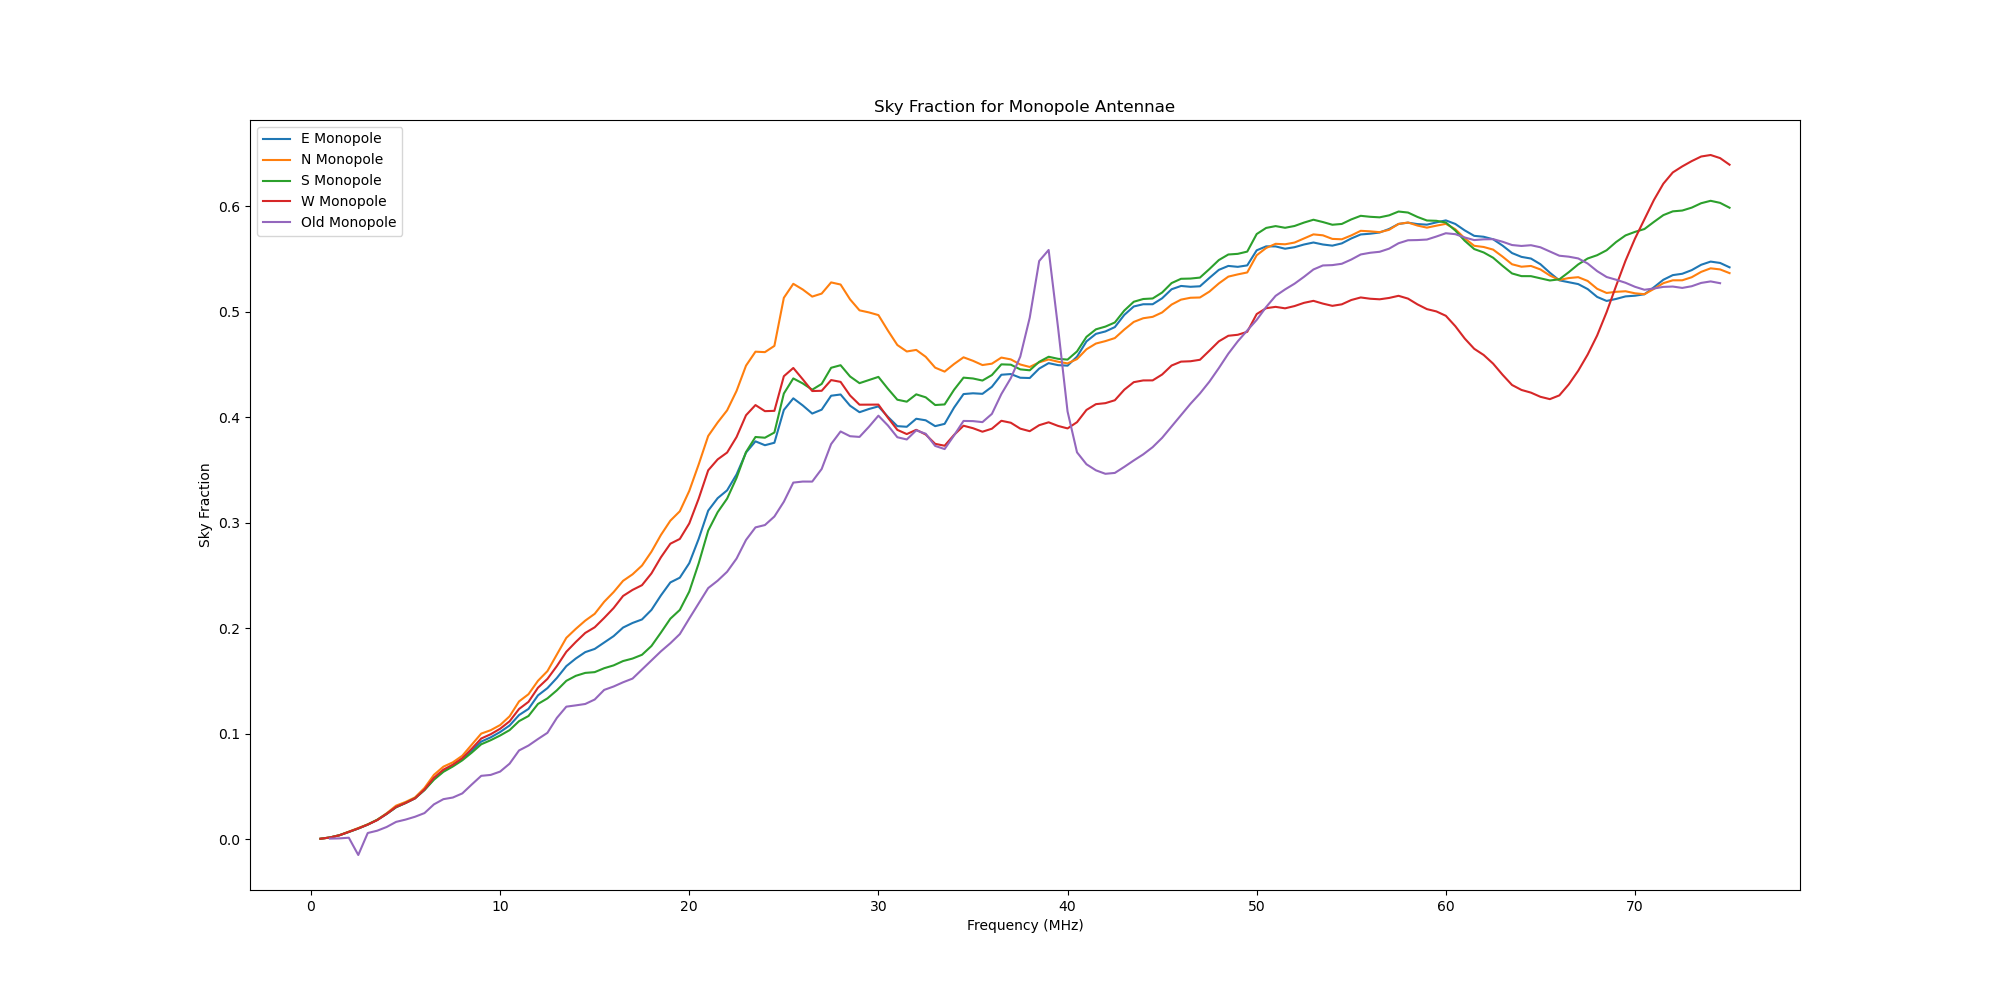 Sky Fraction for Monopole Antennae
E Monopole
N Monopole
S Monopole
W Monopole
Old Monopole
0.6
0.5
0.4
0.3
0.2
0.1
0.0
Sky Fraction
0 10 20 30 40 50 60 70
Frequency (MHz)